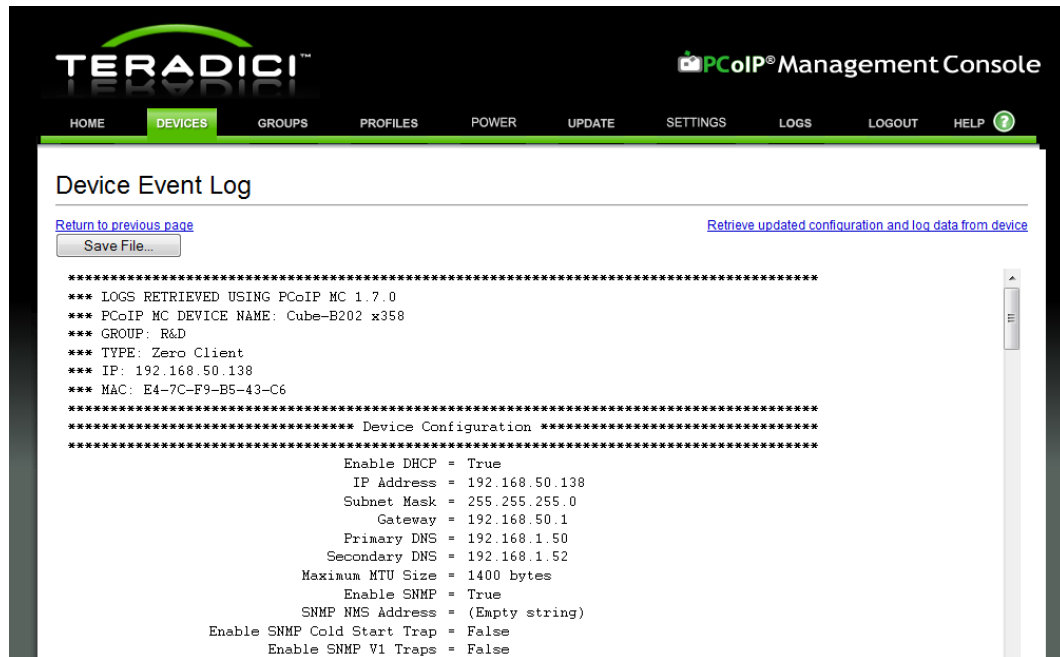 TERADICI™
PCoIP® Management Console
HOME DEVICES GROUPS PROFILES POWER UPDATE SETTINGS LOGS LOGOUT HELP ?
Device Event Log
Return to previous page Retrieve updated configuration and log data from device
Save File...
******************************************************************************************
*** LOGS RETRIEVED USING PCoIP MC 1.7.0
*** PCoIP MC DEVICE NAME: Cube-B202 x358
*** GROUP: R&D
*** TYPE: Zero Client
*** IP: 192.168.50.138
*** MAC: E4-7C-F9-B5-43-C6
******************************************************************************************
********************************** Device Configuration *********************************
******************************************************************************************
Enable DHCP = True
IP Address = 192.168.50.138
Subnet Mask = 255.255.255.0
Gateway = 192.168.50.1
Primary DNS = 192.168.1.50
Secondary DNS = 192.168.1.52
Maximum MTU Size = 1400 bytes
Enable SNMP = True
SNMP NMS Address = (Empty string)
Enable SNMP Cold Start Trap = False
Enable SNMP V1 Traps = False